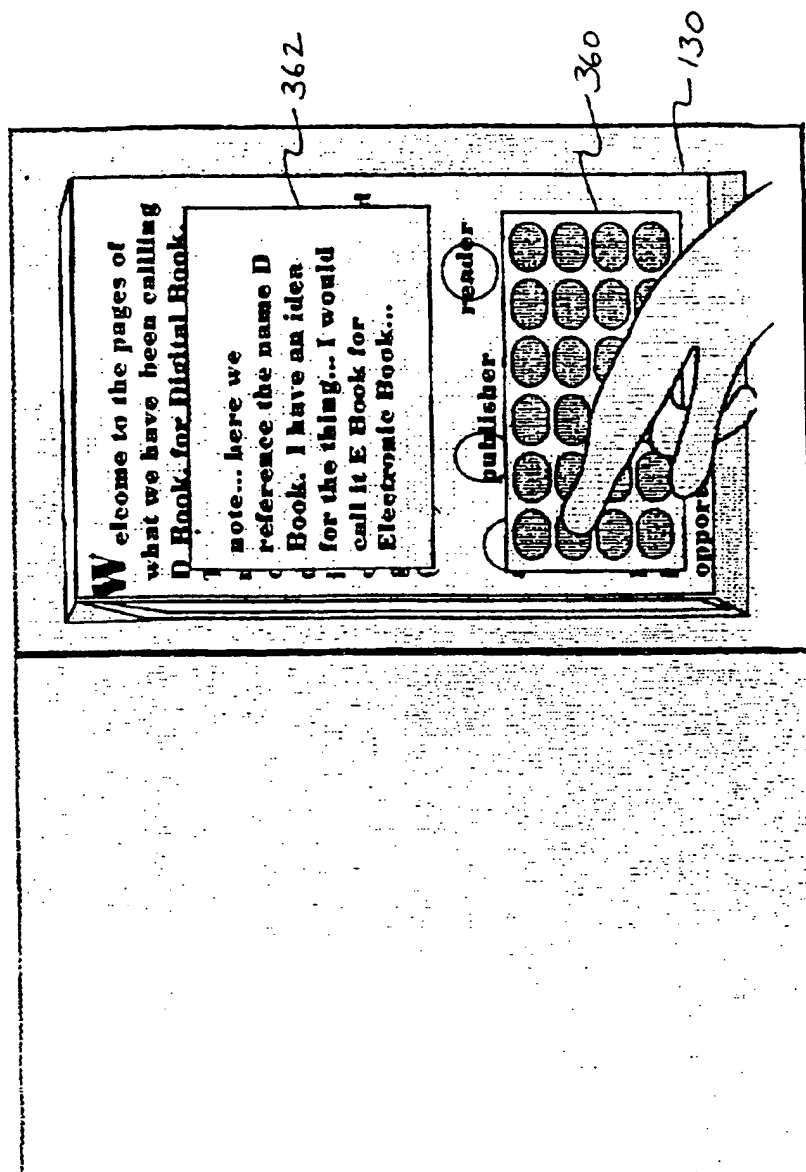 Welcome to the pages of
what we have been callling
D Book, for Digital Book.
note... here we
reference the name D
Book. I have an idea
for the thing... I would
call it E Book for
Electronic Book...
publisher
reader
opport
362
360
130